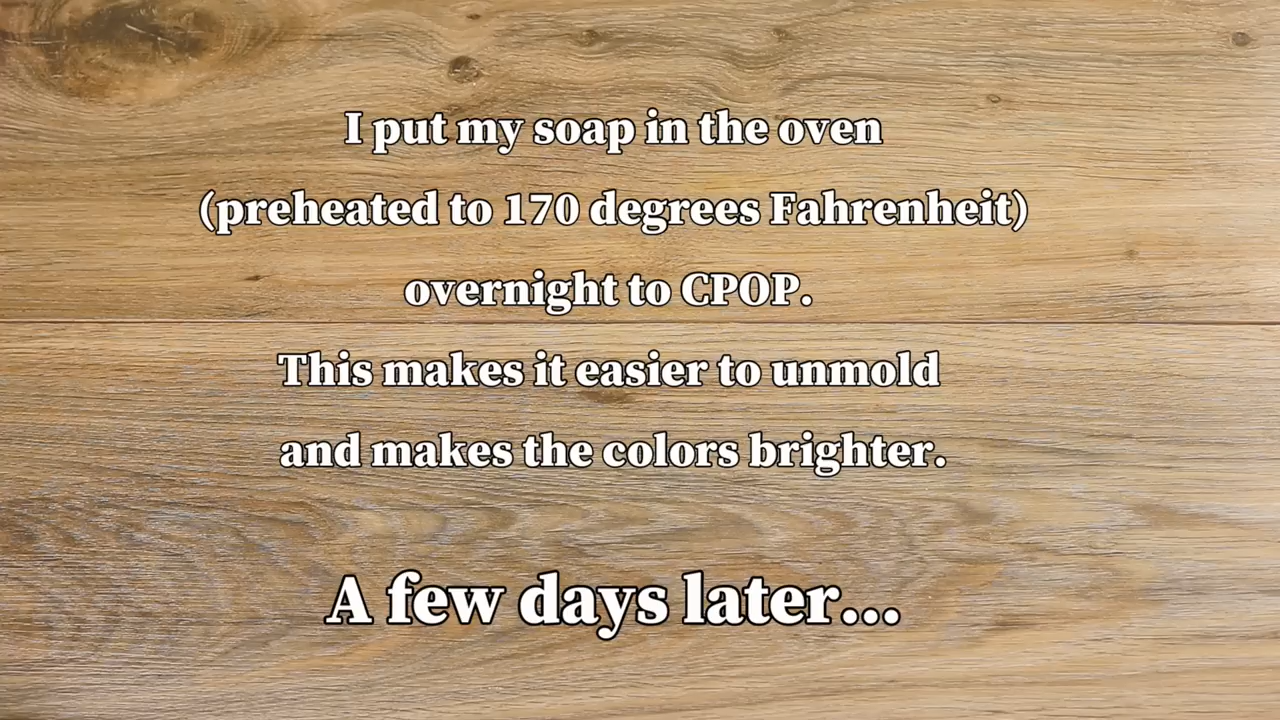 I put my soap in the oven
(preheated to 170 degrees Fahrenheit)
overnight to CPOP.
This makes it easier to unmold
and makes the colors brighter.
A few days later...